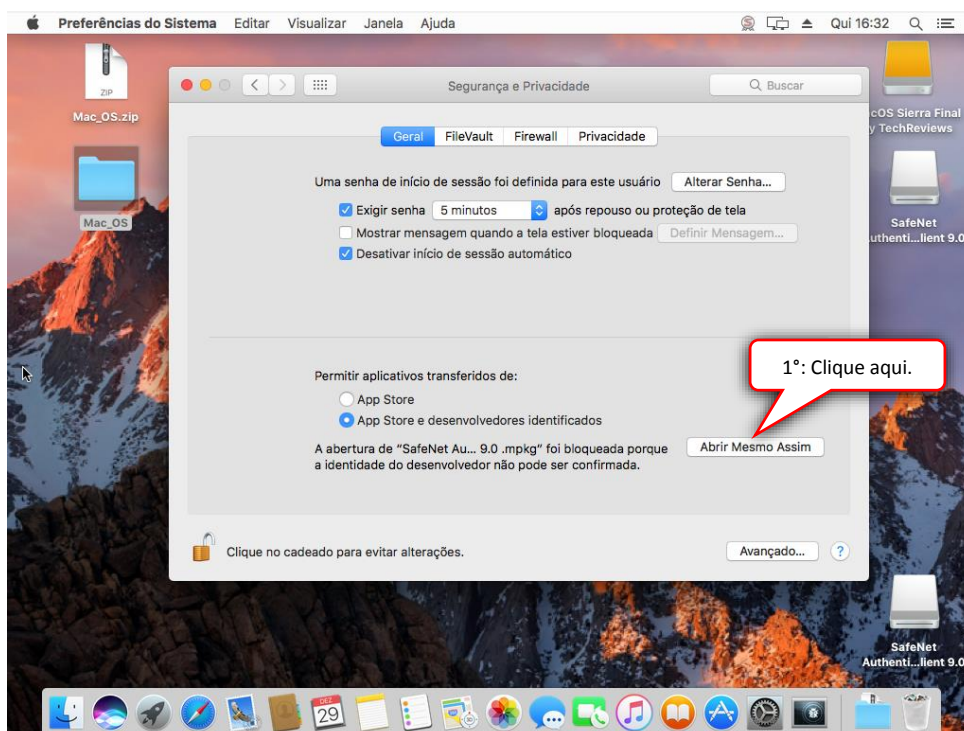 Preferências do Sistema Editar Visualizar Janela Ajuda Qui 16:32
ZIP
Mac_OS.zip
Mac_OS
Segurança e Privacidade
Buscar
Geral FileVault Firewall Privacidade
Uma senha de início de sessão foi definida para este usuário Alterar Senha...
Exigir senha 5 minutos após repouso ou proteção de tela
Mostrar mensagem quando a tela estiver bloqueada Definir Mensagem...
Desativar início de sessão automático
1°: Clique aqui.
Permitir aplicativos transferidos de:
App Store
App Store e desenvolvedores identificados
A abertura de “SafeNet Au... 9.0 .mpkg” foi bloqueada porque
a identidade do desenvolvedor não pode ser confirmada.
Abrir Mesmo Assim
Clique no cadeado para evitar alterações.
Avançado... ?
cOS Sierra Final
y TechReviews
SafeNet
uthenti...lient 9.0
SafeNet
Authenti...lient 9.0
DEZ
29